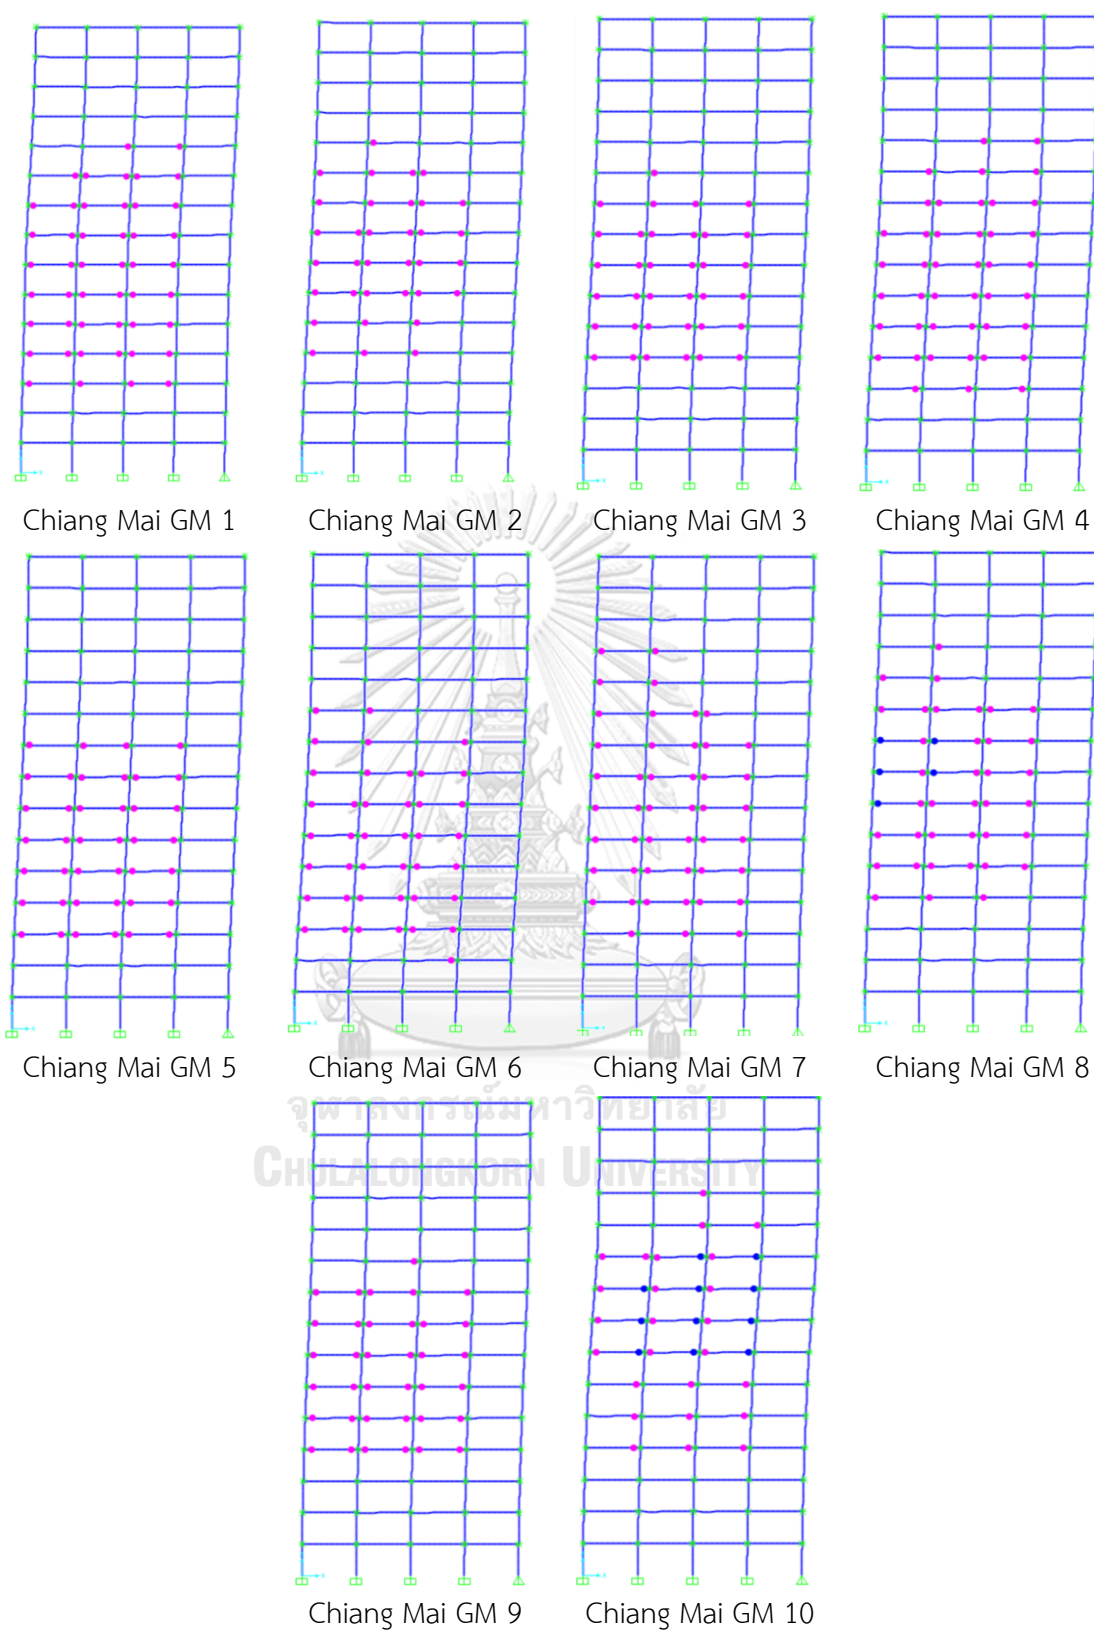 Chiang Mai GM 1 Chiang Mai GM 2 Chiang Mai GM 3 Chiang Mai GM 4
Chiang Mai GM 5 Chiang Mai GM 6 Chiang Mai GM 7 Chiang Mai GM 8
จุฬาลงกรณ์มหาวิทยาลัย
CHULALONGKORN UNIVERSITY
Chiang Mai GM 9 Chiang Mai GM 10